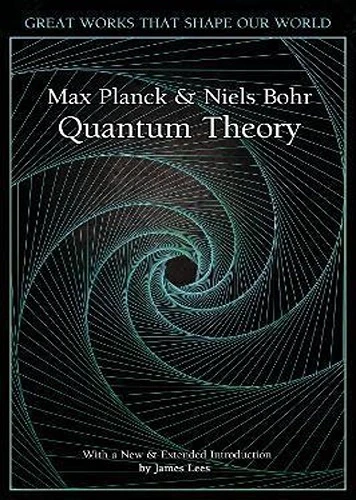 GREAT WORKS THAT SHAPE OUR WORLD
Max Planck & Niels Bohr
Quantum Theory
With a New & Extended Introduction
by James Lees